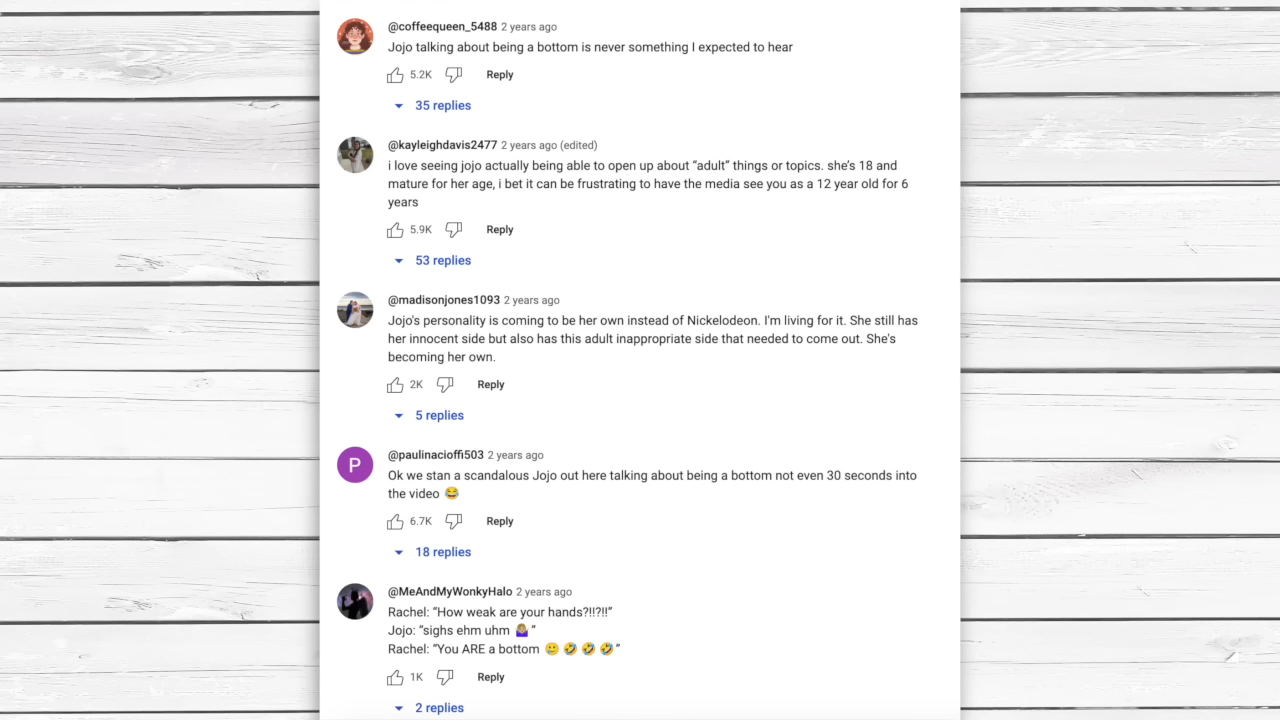 @coffeequeen_5488 2 years ago
Jojo talking about being a bottom is never something I expected to hear
5.2K Reply
35 replies
@kayleighdavis2477 2 years ago (edited)
i love seeing jojo actually being able to open up about “adult” things or topics. she’s 18 and
mature for her age, i bet it can be frustrating to have the media see you as a 12 year old for 6
years
5.9K Reply
53 replies
@madisonjones1093 2 years ago
Jojo's personality is coming to be her own instead of Nickelodeon. I'm living for it. She still has
her innocent side but also has this adult inappropriate side that needed to come out. She's
becoming her own.
2K Reply
5 replies
P
@paulinacioffi503 2 years ago
Ok we stan a scandalous Jojo out here talking about being a bottom not even 30 seconds into
the video 😂
6.7K Reply
18 replies
@MeAndMyWonkyHalo 2 years ago
Rachel: “How weak are your hands?!!?!!”
Jojo: “sighs ehm uhm 🤷🏼‍♀️”
Rachel: “You ARE a bottom 🥲🤣🤣🤣”
1K Reply
2 replies